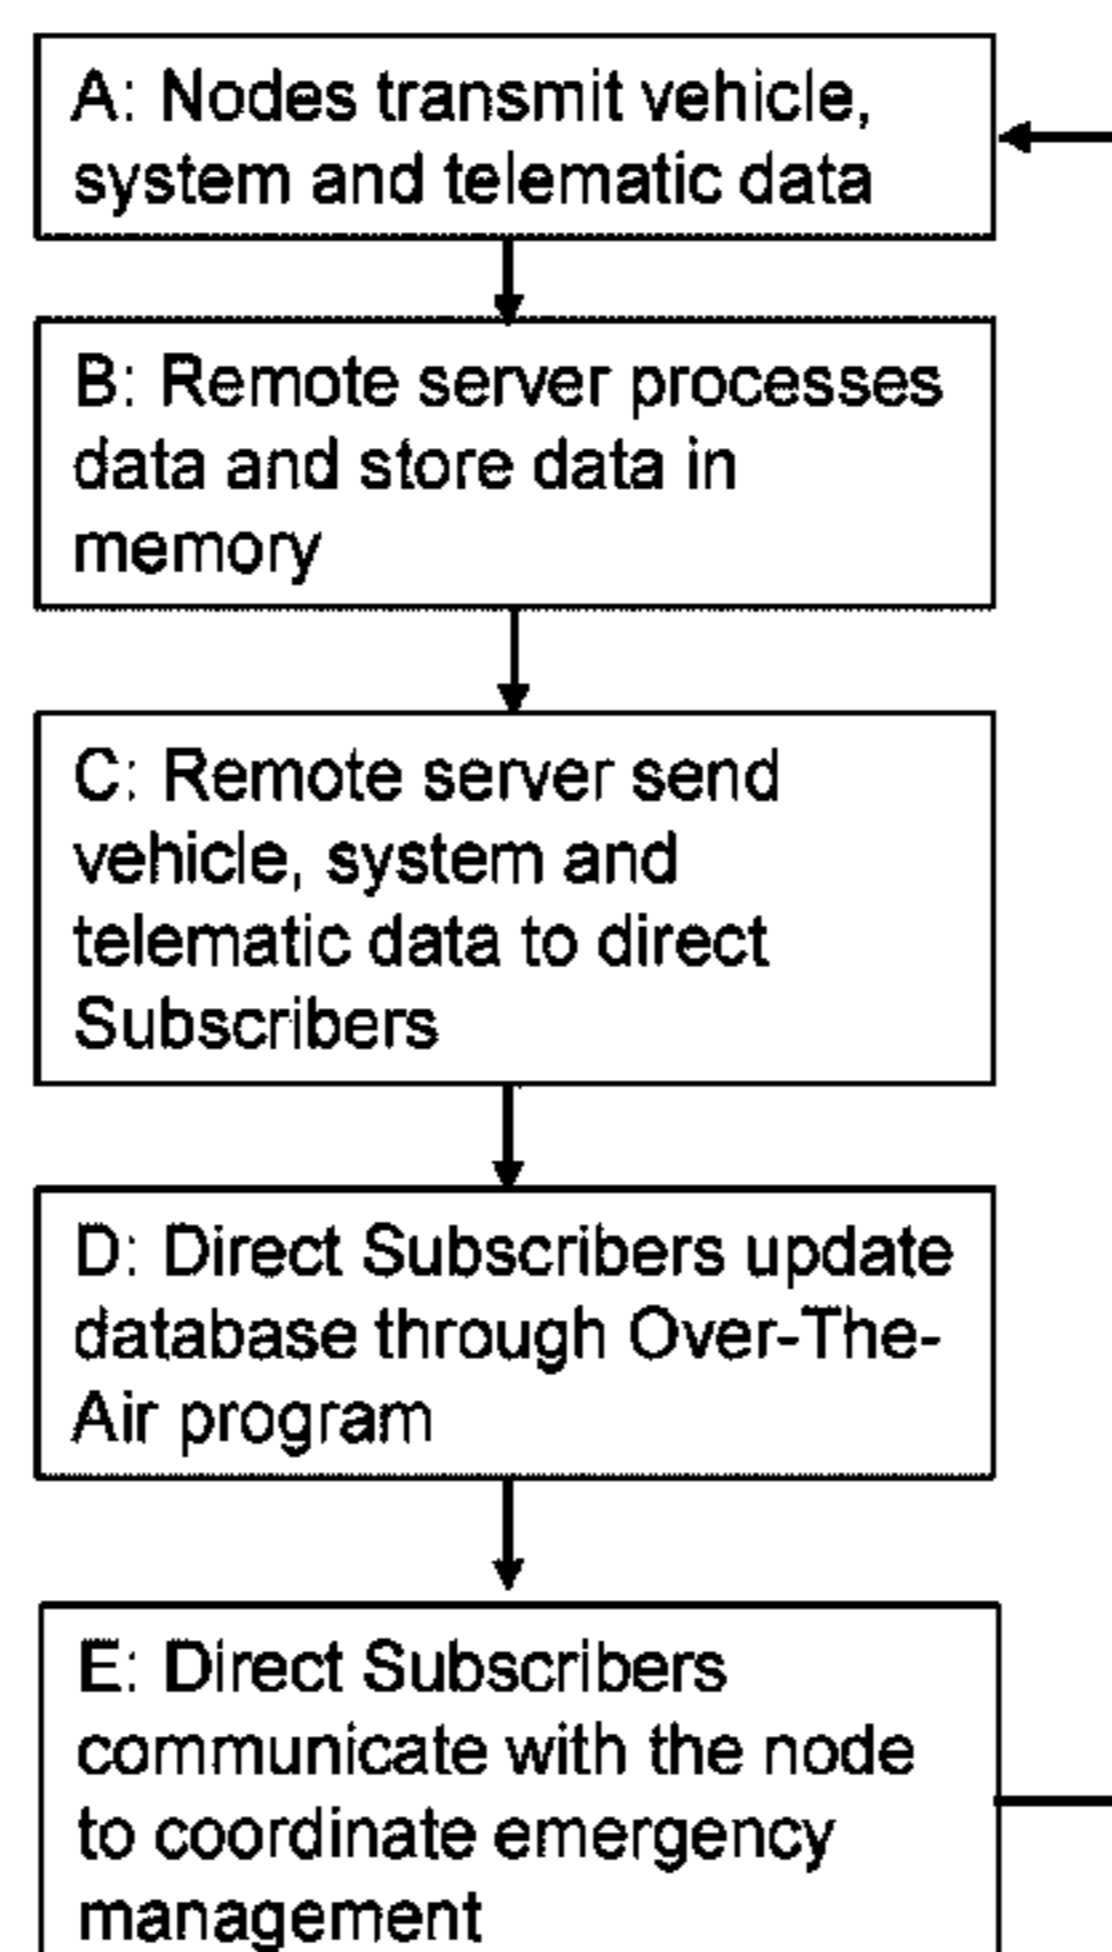 A: Nodes transmit vehicle,
system and telematic data
B: Remote server processes
data and store data in
memory
C: Remote server send
vehicle, system and
telematic data to direct
Subscribers
D: Direct Subscribers update
database through Over-The-
Air program
E: Direct Subscribers
communicate with the node
to coordinate emergency
management